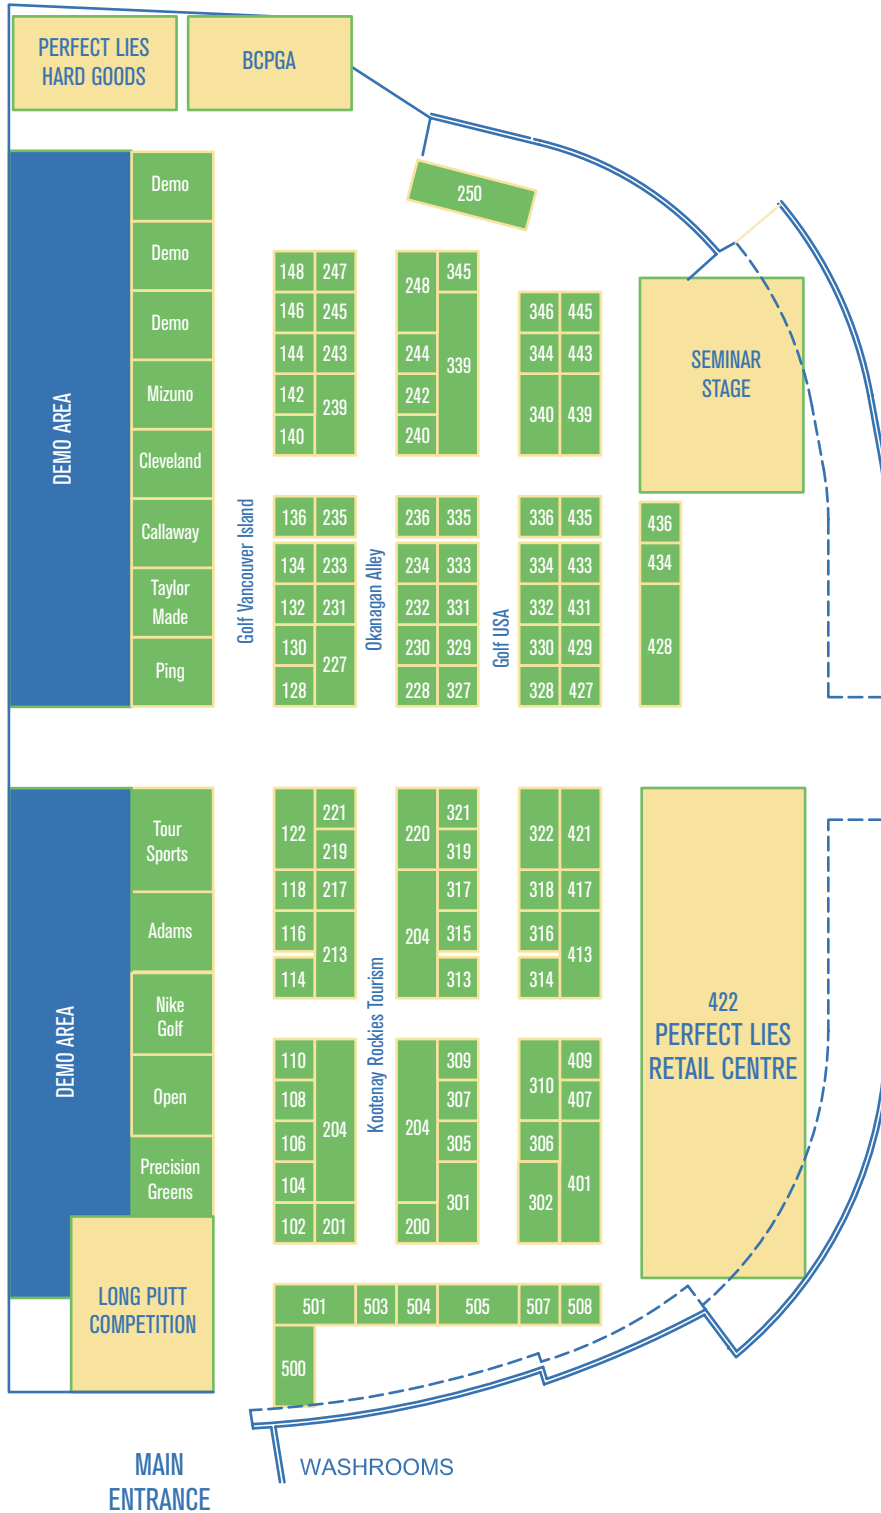 PERFECT LIES
HARD GOODS
BCPGA
250
DEMO AREA
Demo
Demo
Demo
Mizuno
Cleveland
Callaway
Taylor
Made
Ping
148 247
146 245
144 243
142
239
140
248
345
244
339
242
240
346 445
344 443
340 439
SEMINAR
STAGE
Golf Vancouver Island
136 235
134 233
132 231
130
227
128
Okanagan Alley
236 335
234 333
232 331
230 329
228 327
Golf USA
336 435
334 433
332 431
330 429
328 427
436
434
428
DEMO AREA
Tour
Sports
Adams
Nike
Golf
Open
Precision
Greens
LONG PUTT
COMPETITION
122
221
219
118 217
116
213
114
220
321
319
204
317
315
313
322 421
318 417
316
413
314
Kootenay Rockies Tourism
110
108
204
106
104
102 201
309
307
204
305
301
200
310
409
407
306
401
302
422
PERFECT LIES
RETAIL CENTRE
501 503 504 505 507 508
500
MAIN
ENTRANCE
WASHROOMS